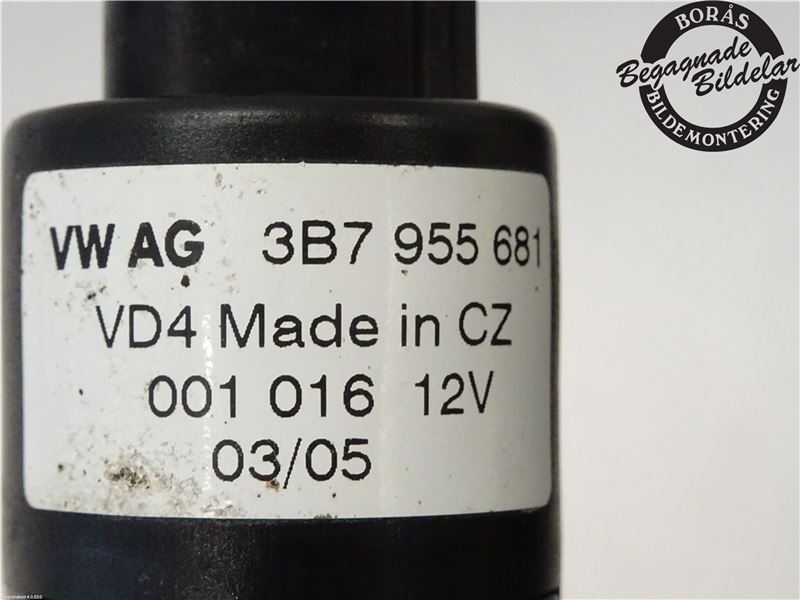 BORÅS
Begagnade
Bildelar
BILDEMONTERING
VW AG 3B7 955 681
VD4 Made in CZ
001 016 12V
03/05